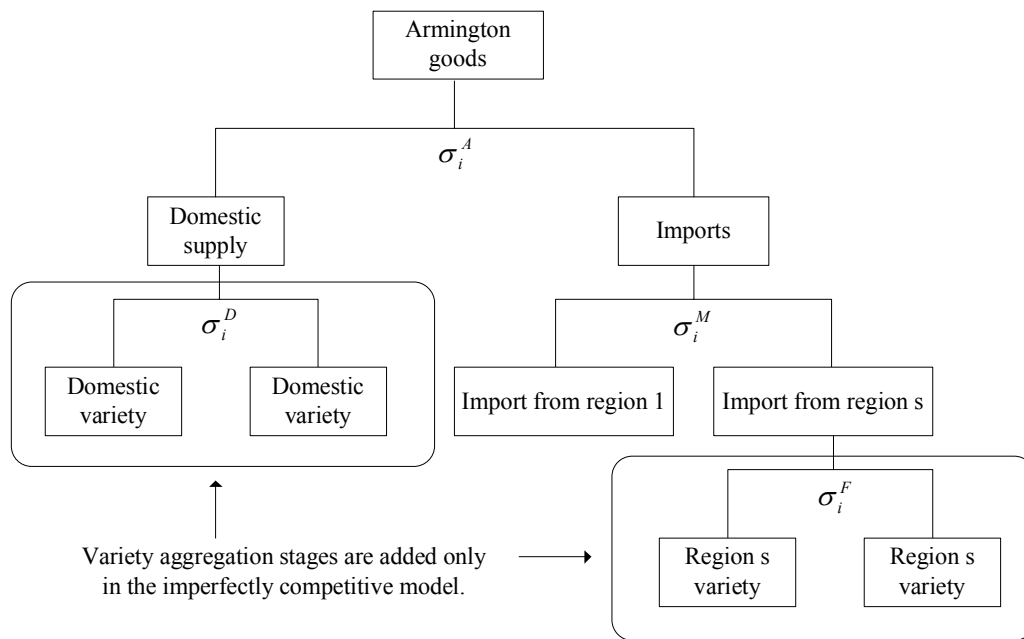 Armington
goods
σ_i^A
Domestic
supply
Imports
σ_i^D
σ_i^M
Domestic
variety
Domestic
variety
Import from region 1
Import from region s
σ_i^F
Variety aggregation stages are added only
in the imperfectly competitive model.
Region s
variety
Region s
variety